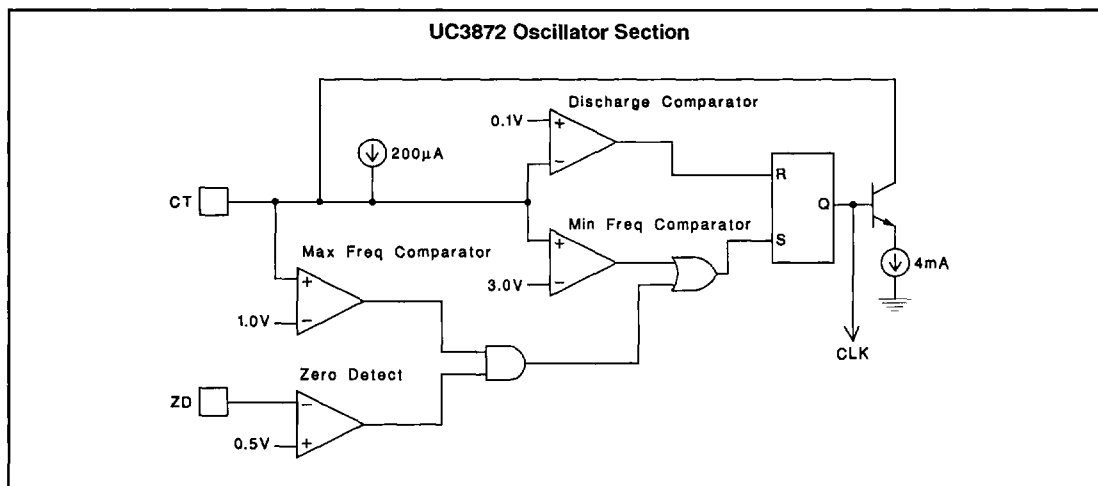 UC3872 Oscillator Section
Discharge Comparator
0.1V
+
−
200µA
R
Q
S
CT
Min Freq Comparator
+
−
3.0V
4mA
Max Freq Comparator
+
−
1.0V
CLK
Zero Detect
ZD
−
+
0.5V